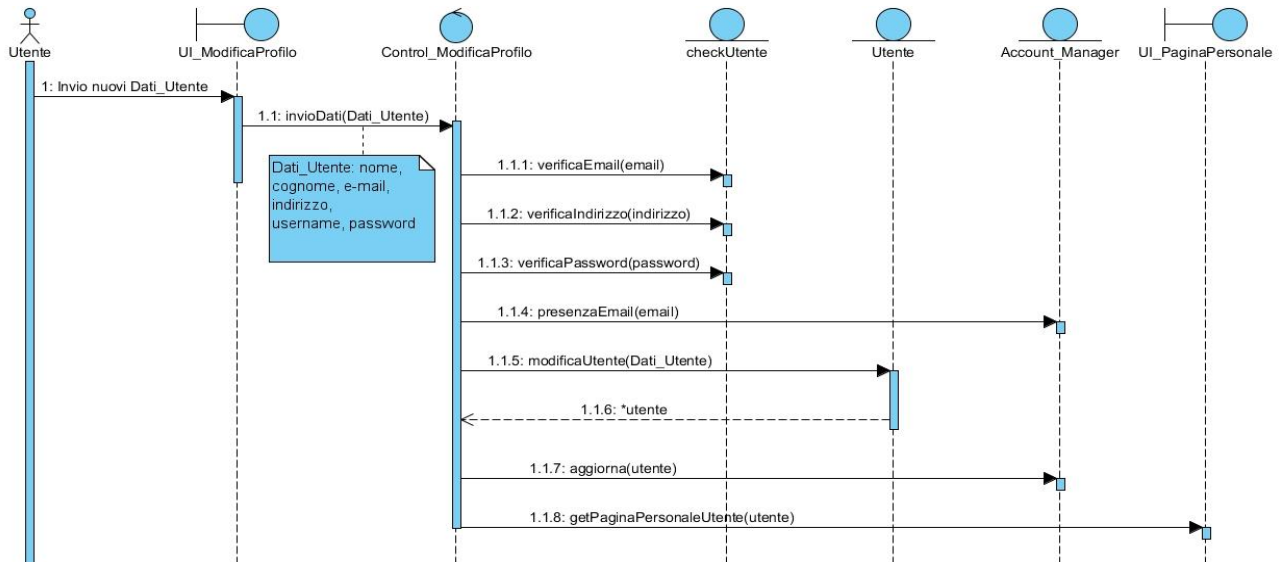 Utente
UI_ModificaProfilo
Control_ModificaProfilo
checkUtente
Utente
Account_Manager
UI_PaginaPersonale
1: Invio nuovi Dati_Utente
1.1: invioDati(Dati_Utente)
Dati_Utente: nome,
cognome, e-mail,
indirizzo,
username, password
1.1.1: verificaEmail(email)
1.1.2: verificaIndirizzo(indirizzo)
1.1.3: verificaPassword(password)
1.1.4: presenzaEmail(email)
1.1.5: modificaUtente(Dati_Utente)
1.1.6: *utente
1.1.7: aggiorna(utente)
1.1.8: getPaginaPersonaleUtente(utente)